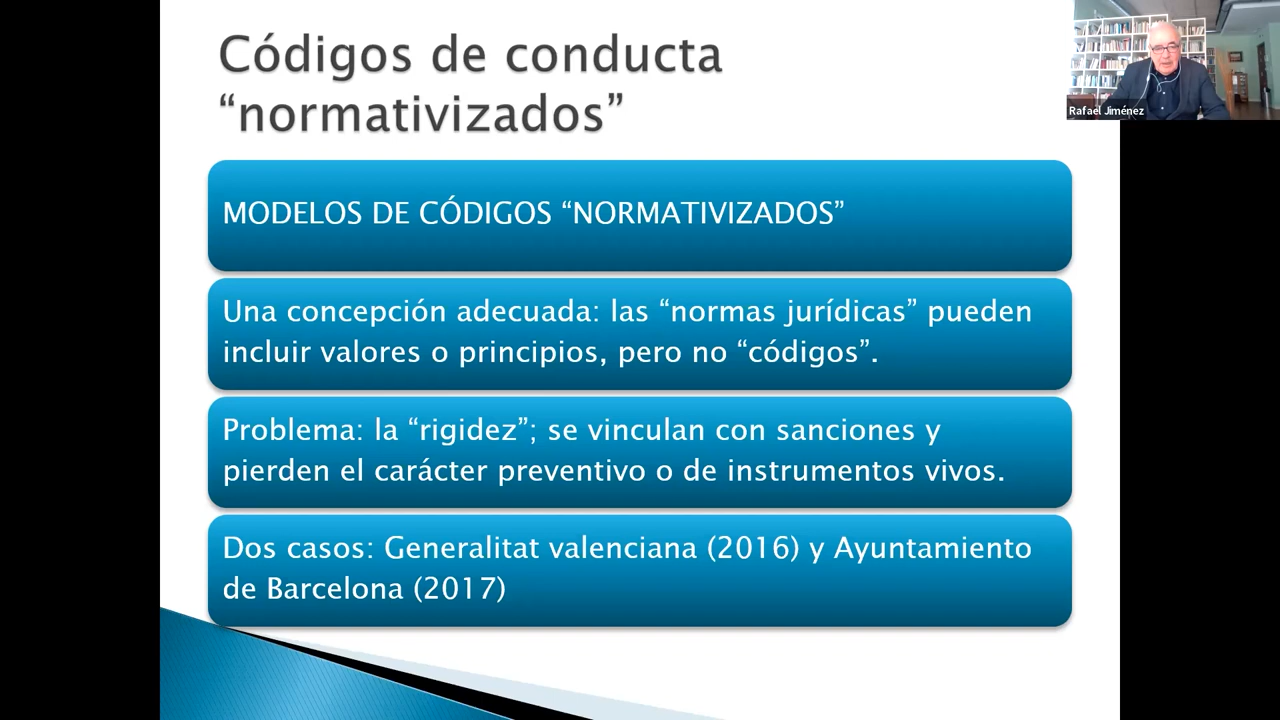 Códigos de conducta
“normativizados”
Rafael Jiménez
MODELOS DE CÓDIGOS “NORMATIVIZADOS”
Una concepción adecuada: las “normas jurídicas” pueden
incluir valores o principios, pero no “códigos”.
Problema: la “rigidez”; se vinculan con sanciones y
pierden el carácter preventivo o de instrumentos vivos.
Dos casos: Generalitat valenciana (2016) y Ayuntamiento
de Barcelona (2017)